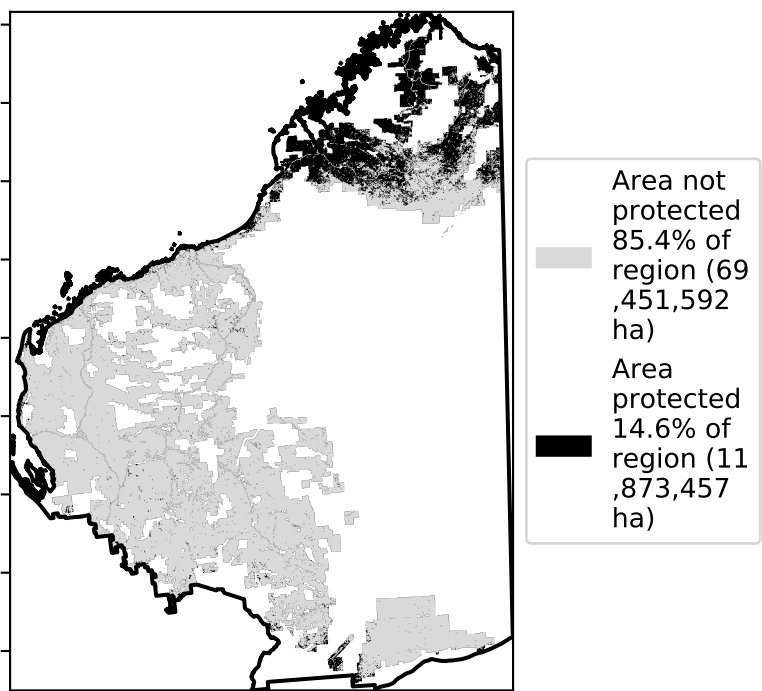 Area not
protected
85.4% of
region (69
,451,592
ha)
Area
protected
14.6% of
region (11
,873,457
ha)